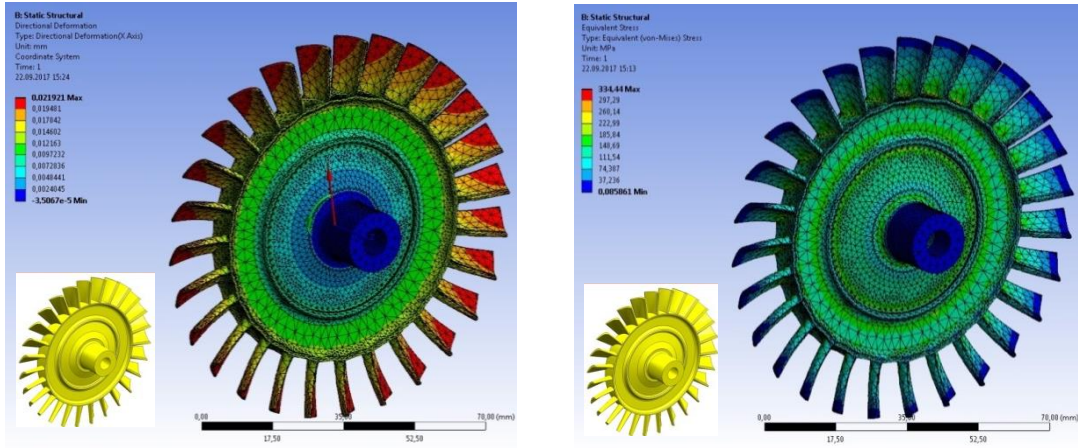 B: Static Structural
Directional Deformation
Type: Directional Deformation(X Axis)
Unit: mm
Coordinate System
Time: 1
22.09.2017 15:24
0,021921 Max
0,019481
0,017042
0,014602
0,012163
0,0097232
0,0072836
0,0048441
0,0024045
-3,5067e-5 Min
0,00
35,00
70,00 (mm)
17,50
52,50
B: Static Structural
Equivalent Stress
Type: Equivalent (von-Mises) Stress
Unit: MPa
Time: 1
22.09.2017 15:13
334,44 Max
297,29
260,14
222,99
185,84
148,69
111,54
74,387
37,236
0,085861 Min
0,00
35,00
70,00 (mm)
17,50
52,50